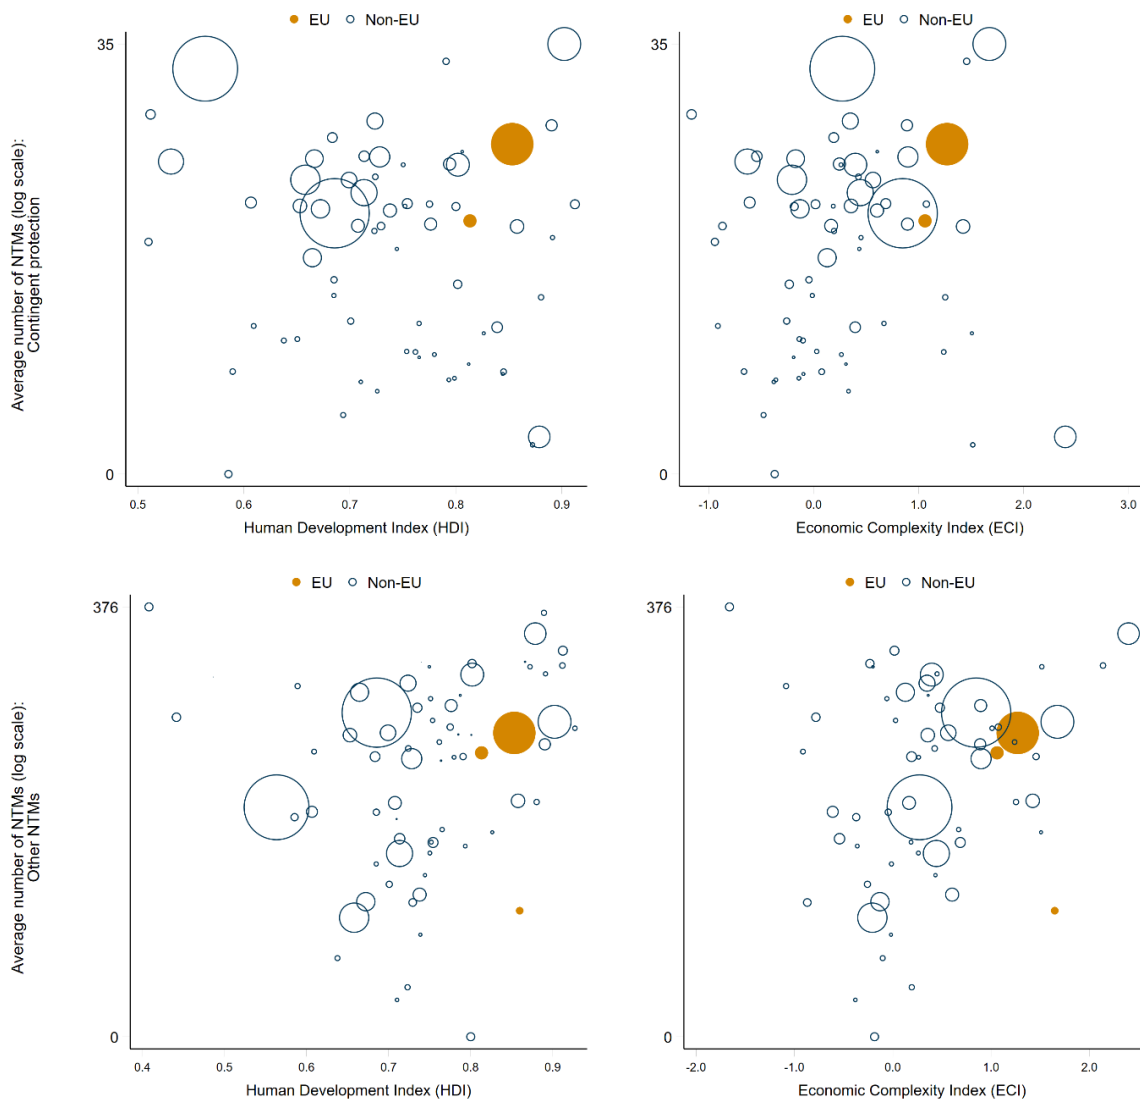 EU Non-EU
35
0
Average number of NTMs (log scale):
Contingent protection
0.5 0.6 0.7 0.8 0.9
Human Development Index (HDI)
EU Non-EU
35
0
-1.0 0.0 1.0 2.0 3.0
Economic Complexity Index (ECI)
EU Non-EU
376
0
Average number of NTMs (log scale):
Other NTMs
0.4 0.5 0.6 0.7 0.8 0.9
Human Development Index (HDI)
EU Non-EU
376
0
-2.0 -1.0 0.0 1.0 2.0
Economic Complexity Index (ECI)